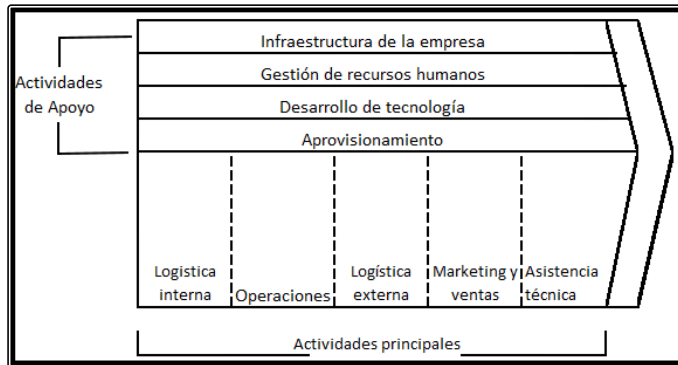 Infraestructura de la empresa
Gestión de recursos humanos
Actividades
de Apoyo
Desarrollo de tecnología
Aprovisionamiento
Logistica
interna
Operaciones
Logística
externa
Marketing y
ventas
Asistencia
técnica
Actividades principales